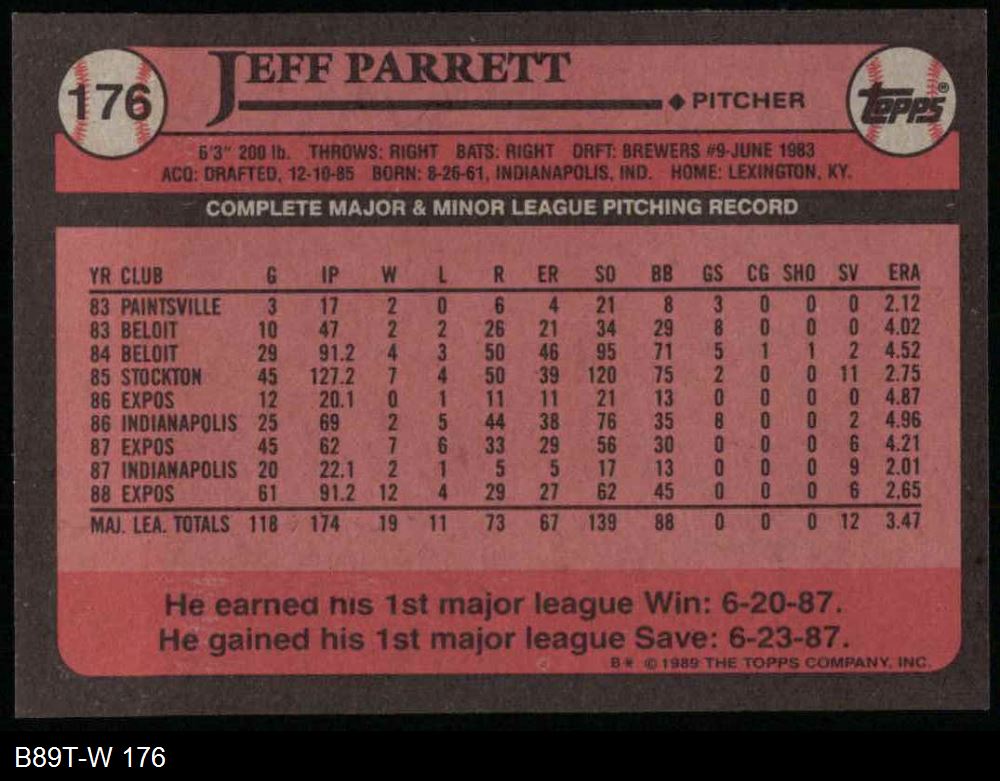 176
JEFF PARRETT
PITCHER
TOPPS®
6'3" 200 lb. THROWS: RIGHT BATS: RIGHT DRFT: BREWERS #9-JUNE 1983
ACQ: DRAFTED, 12-10-85 BORN: 8-26-61, INDIANAPOLIS, IND. HOME: LEXINGTON, KY.
COMPLETE MAJOR & MINOR LEAGUE PITCHING RECORD
YR CLUB G IP W L R ER SO BB GS CG SHO SV ERA
83 PAINTSVILLE 3 17 2 0 6 4 21 8 3 0 0 0 2.12
83 BELOIT 10 47 2 2 26 21 34 29 8 0 0 0 4.02
84 BELOIT 29 91.2 4 3 50 46 95 71 5 1 1 2 4.52
85 STOCKTON 45 127.2 7 4 50 39 120 75 2 0 0 11 2.75
86 EXPOS 12 20.1 0 1 11 11 21 13 0 0 0 0 4.87
86 INDIANAPOLIS 25 69 2 5 44 38 76 35 8 0 0 2 4.96
87 EXPOS 45 62 7 6 33 29 56 30 0 0 0 6 4.21
87 INDIANAPOLIS 20 22.1 2 1 5 5 17 13 0 0 0 9 2.01
88 EXPOS 61 91.2 12 4 29 27 62 45 0 0 0 6 2.65
MAJ. LEA. TOTALS 118 174 19 11 73 67 139 88 0 0 0 12 3.47
He earned his 1st major league Win: 6-20-87.
He gained his 1st major league Save: 6-23-87.
B* © 1989 THE TOPPS COMPANY, INC.
B89T-W 176